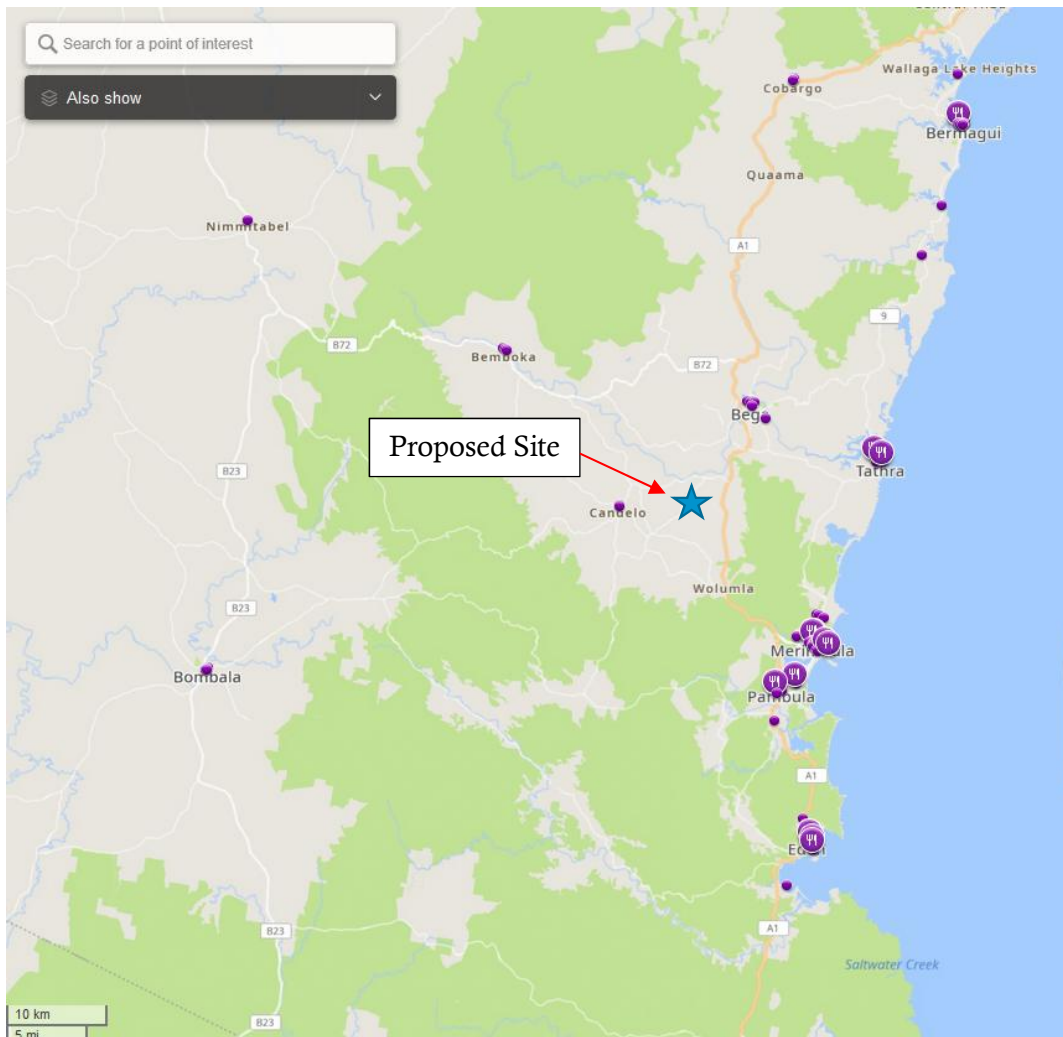 Search for a point of interest
Also show
Wallaga Lake Heights
Cobargo
Bermagui
Quaama
Nimmitabel
A1
9
B72
Bemboka
B72
Bega
Proposed Site
Tathra
B23
Candelo
Wolumla
B23
Merimbula
Bombala
Pambula
A1
Eden
B23
A1
Saltwater Creek
10 km
B23
5 mi